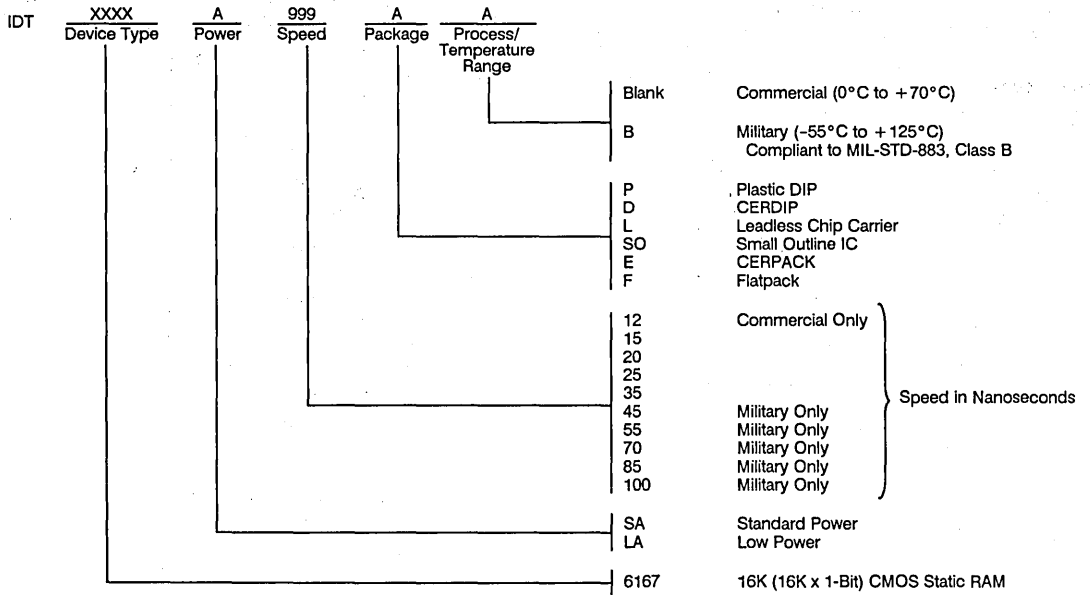 IDT XXXX A 999 A A
Device Type Power Speed Package Process/
Temperature
Range
Blank Commercial (0°C to +70°C)
B Military (–55°C to +125°C)
Compliant to MIL-STD-883, Class B
P Plastic DIP
D CERDIP
L Leadless Chip Carrier
SO Small Outline IC
E CERPACK
F Flatpack
12 Commercial Only
15
20
25
35
Speed in Nanoseconds
45 Military Only
55 Military Only
70 Military Only
85 Military Only
100 Military Only
SA Standard Power
LA Low Power
6167 16K (16K x 1-Bit) CMOS Static RAM